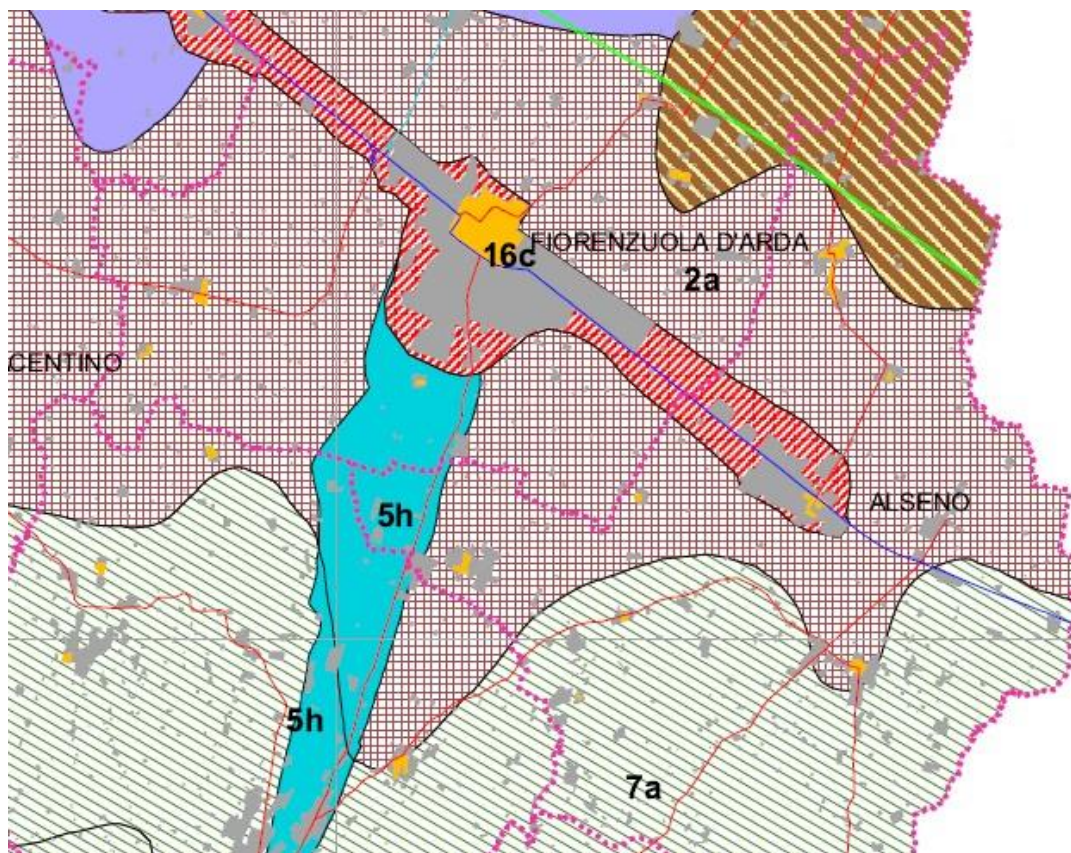 FIORENZUOLA D'ARDA
16c
2a
CENTINO
ALSENO
5h
5h
7a